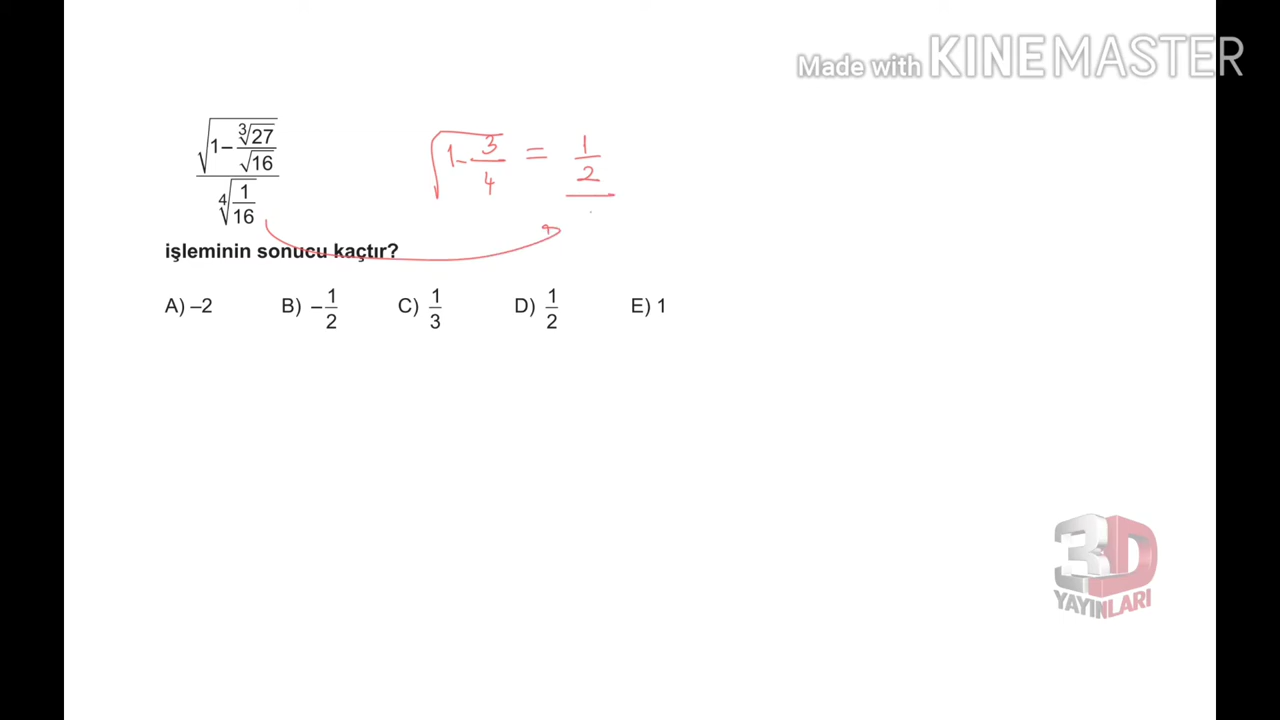 Made with KINEMASTER
√(1 – ∛27/√16) / ∜(1/16)
√(1 - 3/4) = 1/2
işleminin sonucu kaçtır?
A) –2 B) –1/2 C) 1/3 D) 1/2 E) 1
3D
YAYINLARI